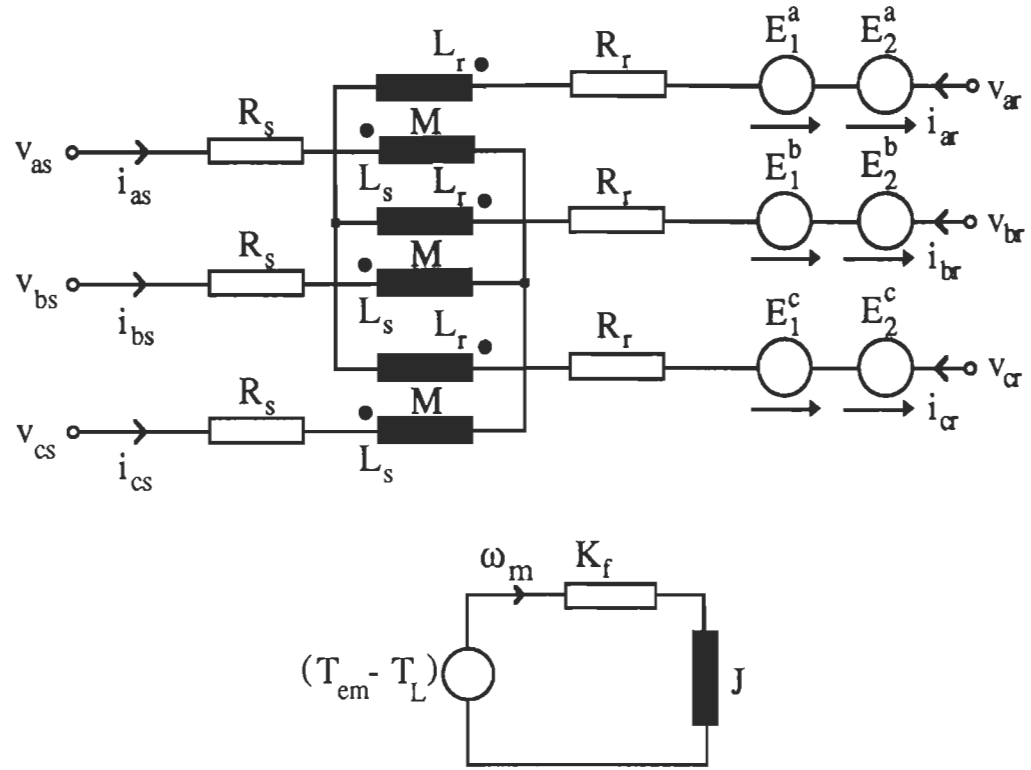 E_1^a E_2^a
L_r R_r v_ar
R_s M i_ar
v_as i_as L_s L_r R_r E_1^b E_2^b
v_br
R_s M i_br
v_bs i_bs L_s L_r R_r E_1^c E_2^c
v_cr
R_s M i_cr
v_cs i_cs L_s
ω_m K_f
(T_em - T_L) J